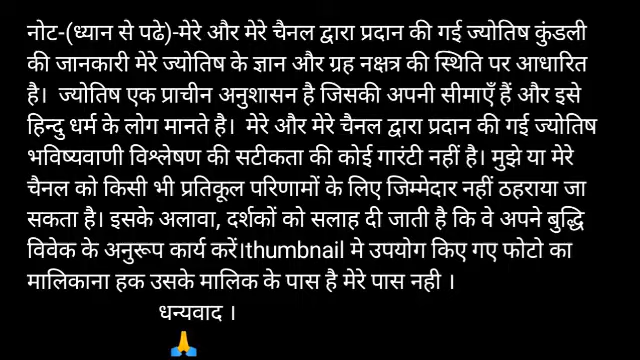 नोट-(ध्यान से पढे)-मेरे और मेरे चैनल द्वारा प्रदान की गई ज्योतिष कुंडली
की जानकारी मेरे ज्योतिष के ज्ञान और ग्रह नक्षत्र की स्थिति पर आधारित
है। ज्योतिष एक प्राचीन अनुशासन है जिसकी अपनी सीमाएँ हैं और इसे
हिन्दु धर्म के लोग मानते है। मेरे और मेरे चैनल द्वारा प्रदान की गई ज्योतिष
भविष्यवाणी विश्लेषण की सटीकता की कोई गारंटी नहीं है। मुझे या मेरे
चैनल को किसी भी प्रतिकूल परिणामों के लिए जिम्मेदार नहीं ठहराया जा
सकता है। इसके अलावा, दर्शकों को सलाह दी जाती है कि वे अपने बुद्धि
विवेक के अनुरूप कार्य करें।thumbnail मे उपयोग किए गए फोटो का
मालिकाना हक उसके मालिक के पास है मेरे पास नही ।
धन्यवाद ।
🙏